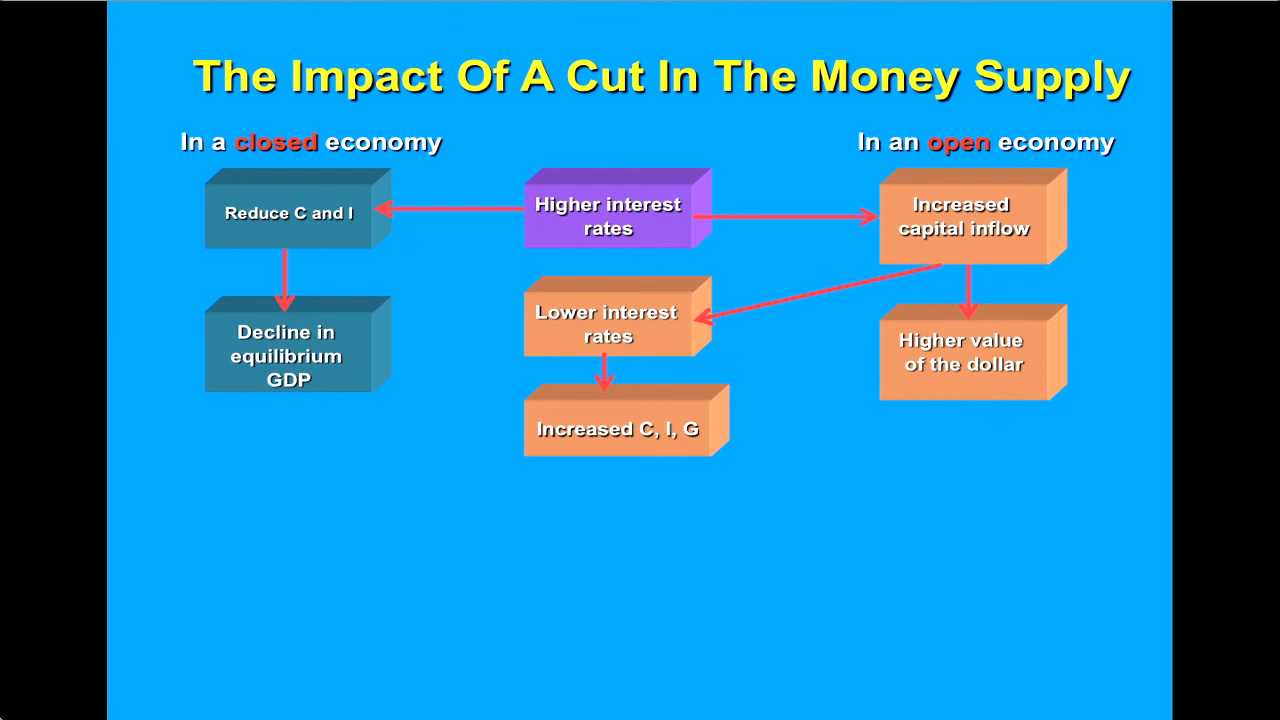 The Impact Of A Cut In The Money Supply
In a closed economy
In an open economy
Reduce C and I
Higher interest
rates
Increased
capital inflow
Decline in
equilibrium
GDP
Lower interest
rates
Higher value
of the dollar
Increased C, I, G